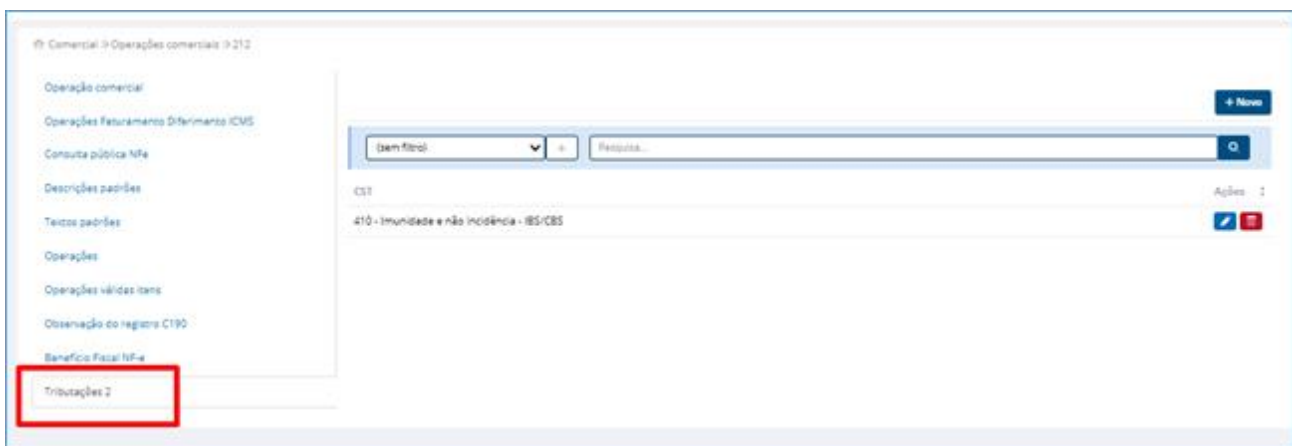 Comercial > Operações comerciais > 212
Operação comercial
Operações Faturamento Diferimento ICMS
Consulta pública NFe
Descrições padrões
Textos padrões
Operações
Operações válidas itens
Observação do registro C190
Benefício Fiscal NF-e
Tributações 2
+ Novo
(sem filtro)
+
Pesquisa...
CST
Ações
410 - Imunidade e não incidência - IBS/CBS